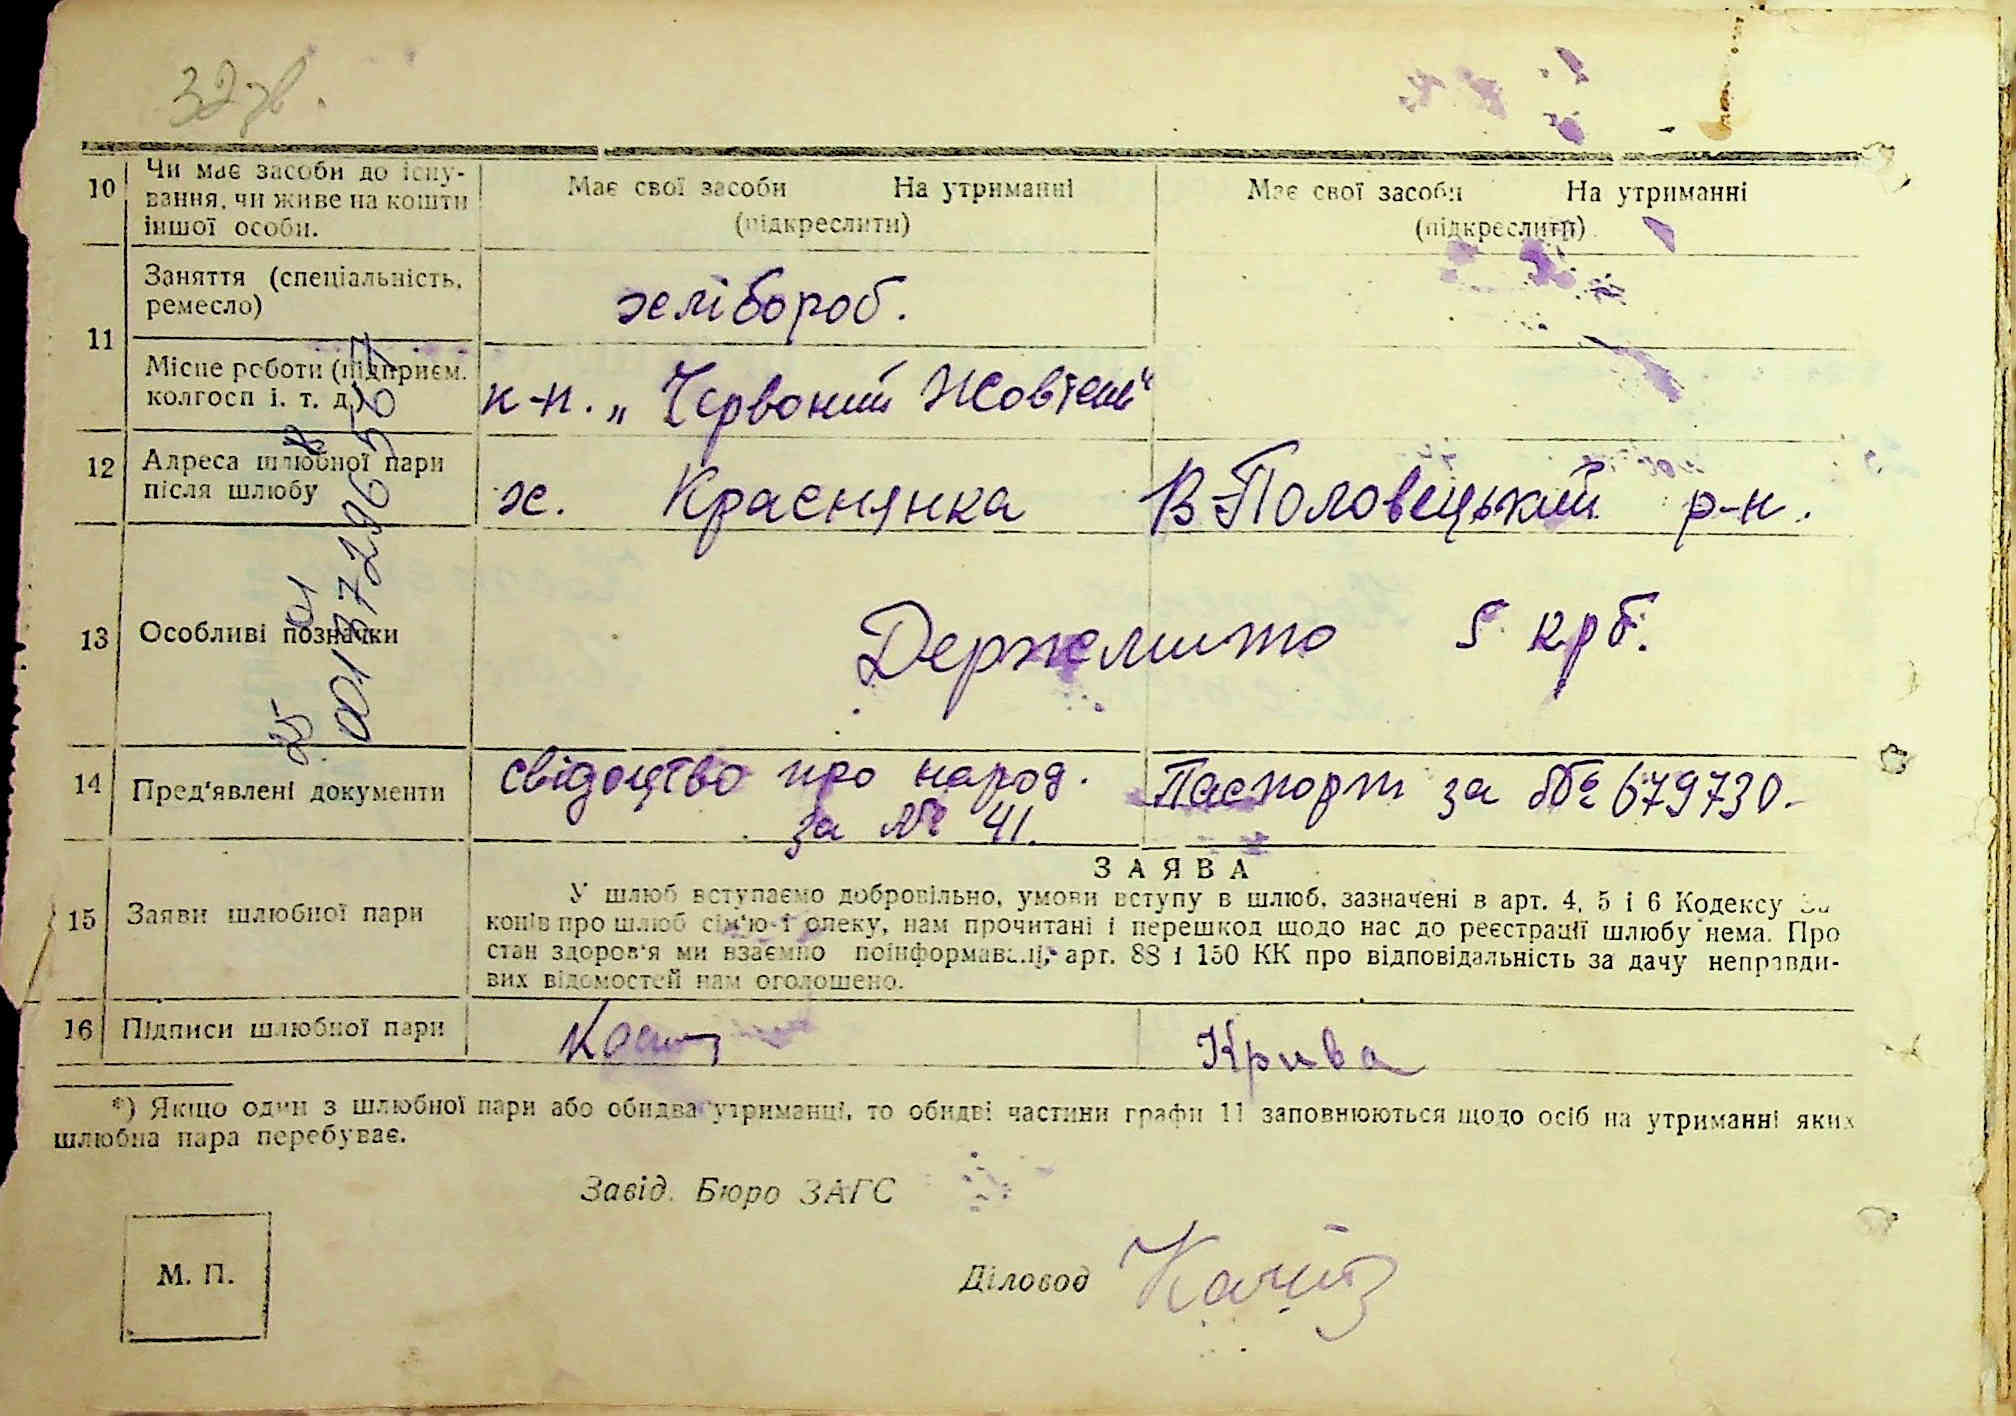 32 зв.
10 Чи має засоби до існу-
вання, чи живе на кошти
іншої особи.
Має свої засоби На утриманні
(підкреслити)
Має свої засоби На утриманні
(підкреслити)
11
Заняття (спеціальність,
ремесло)
хлібороб.
Місце роботи (підприєм.
колгосп і. т. д.)
к-п. „Червоний Жовтень“
12 Адреса шлюбної пари
після шлюбу
х. Краснянка В-Половецький р-н.
13 Особливі позначки
Держмито 5 крб.
14 Пред'явлені документи
свідоцтво про народ.
за № 41.
Паспорт за № 679730.
15 Заяви шлюбної пари
ЗАЯВА
У шлюб вступаємо добровільно, умови вступу в шлюб, зазначені в арт. 4, 5 і 6 Кодексу За
конів про шлюб сім'ю і опеку, нам прочитані і перешкод щодо нас до реєстрації шлюбу нема. Про
стан здоров'я ми взаємно поінформавалі, арт. 88 і 150 КК про відповідальність за дачу неправди-
вих відомостей нам оголошено.
16 Підписи шлюбної пари
Крива
*) Якщо один з шлюбної пари або обидва утриманці, то обидві частини графи 11 заповнюються щодо осіб на утриманні яких
шлюбна пара перебуває.
Завід. Бюро ЗАГС
М. П.
Діловод